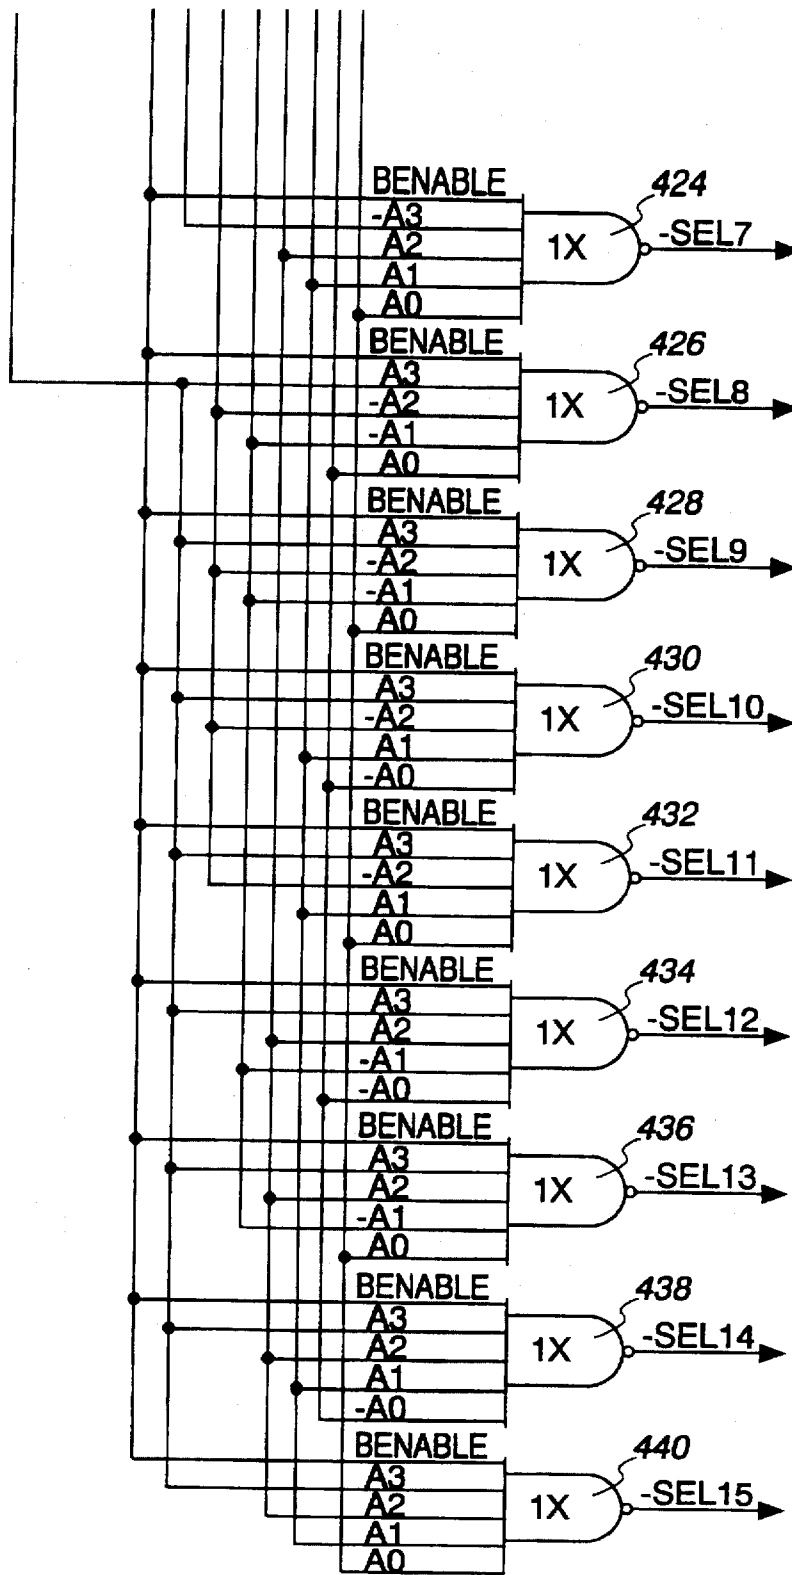 BENABLE
-A3
A2
A1
A0
1X
424
-SEL7
BENABLE
A3
-A2
-A1
A0
1X
426
-SEL8
BENABLE
A3
-A2
-A1
A0
1X
428
-SEL9
BENABLE
A3
-A2
A1
-A0
1X
430
-SEL10
BENABLE
A3
-A2
A1
A0
1X
432
-SEL11
BENABLE
A3
A2
-A1
-A0
1X
434
-SEL12
BENABLE
A3
A2
-A1
A0
1X
436
-SEL13
BENABLE
A3
A2
A1
-A0
1X
438
-SEL14
BENABLE
A3
A2
A1
A0
1X
440
-SEL15